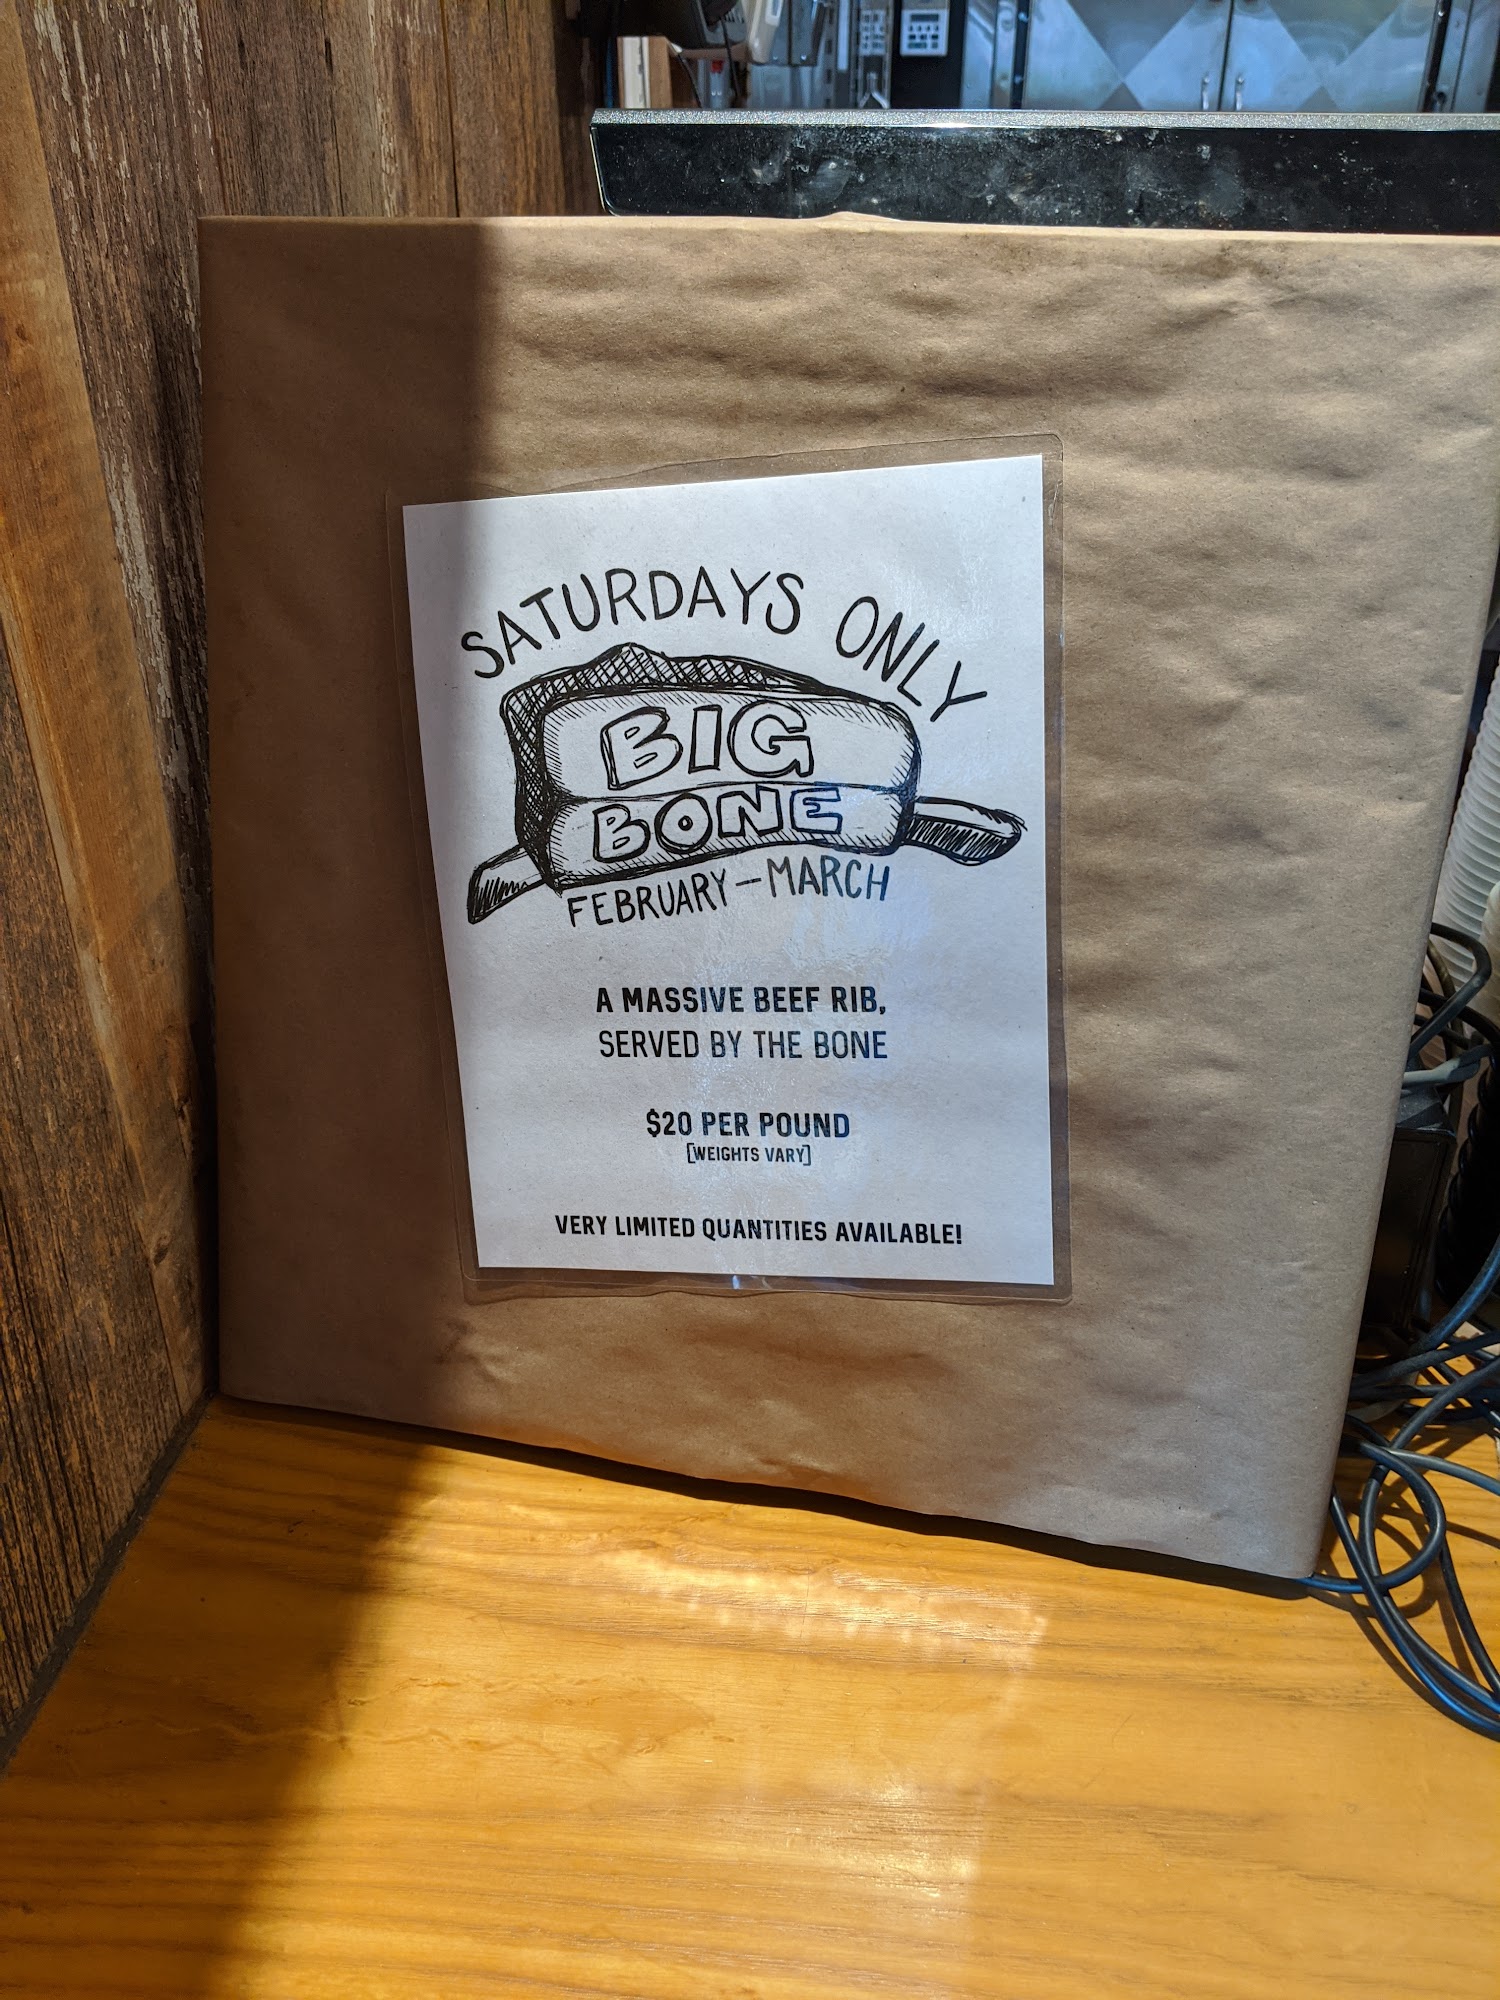 SATURDAYS ONLY
BIG
BONE
FEBRUARY – MARCH
A MASSIVE BEEF RIB,
SERVED BY THE BONE
$20 PER POUND
[WEIGHTS VARY]
VERY LIMITED QUANTITIES AVAILABLE!